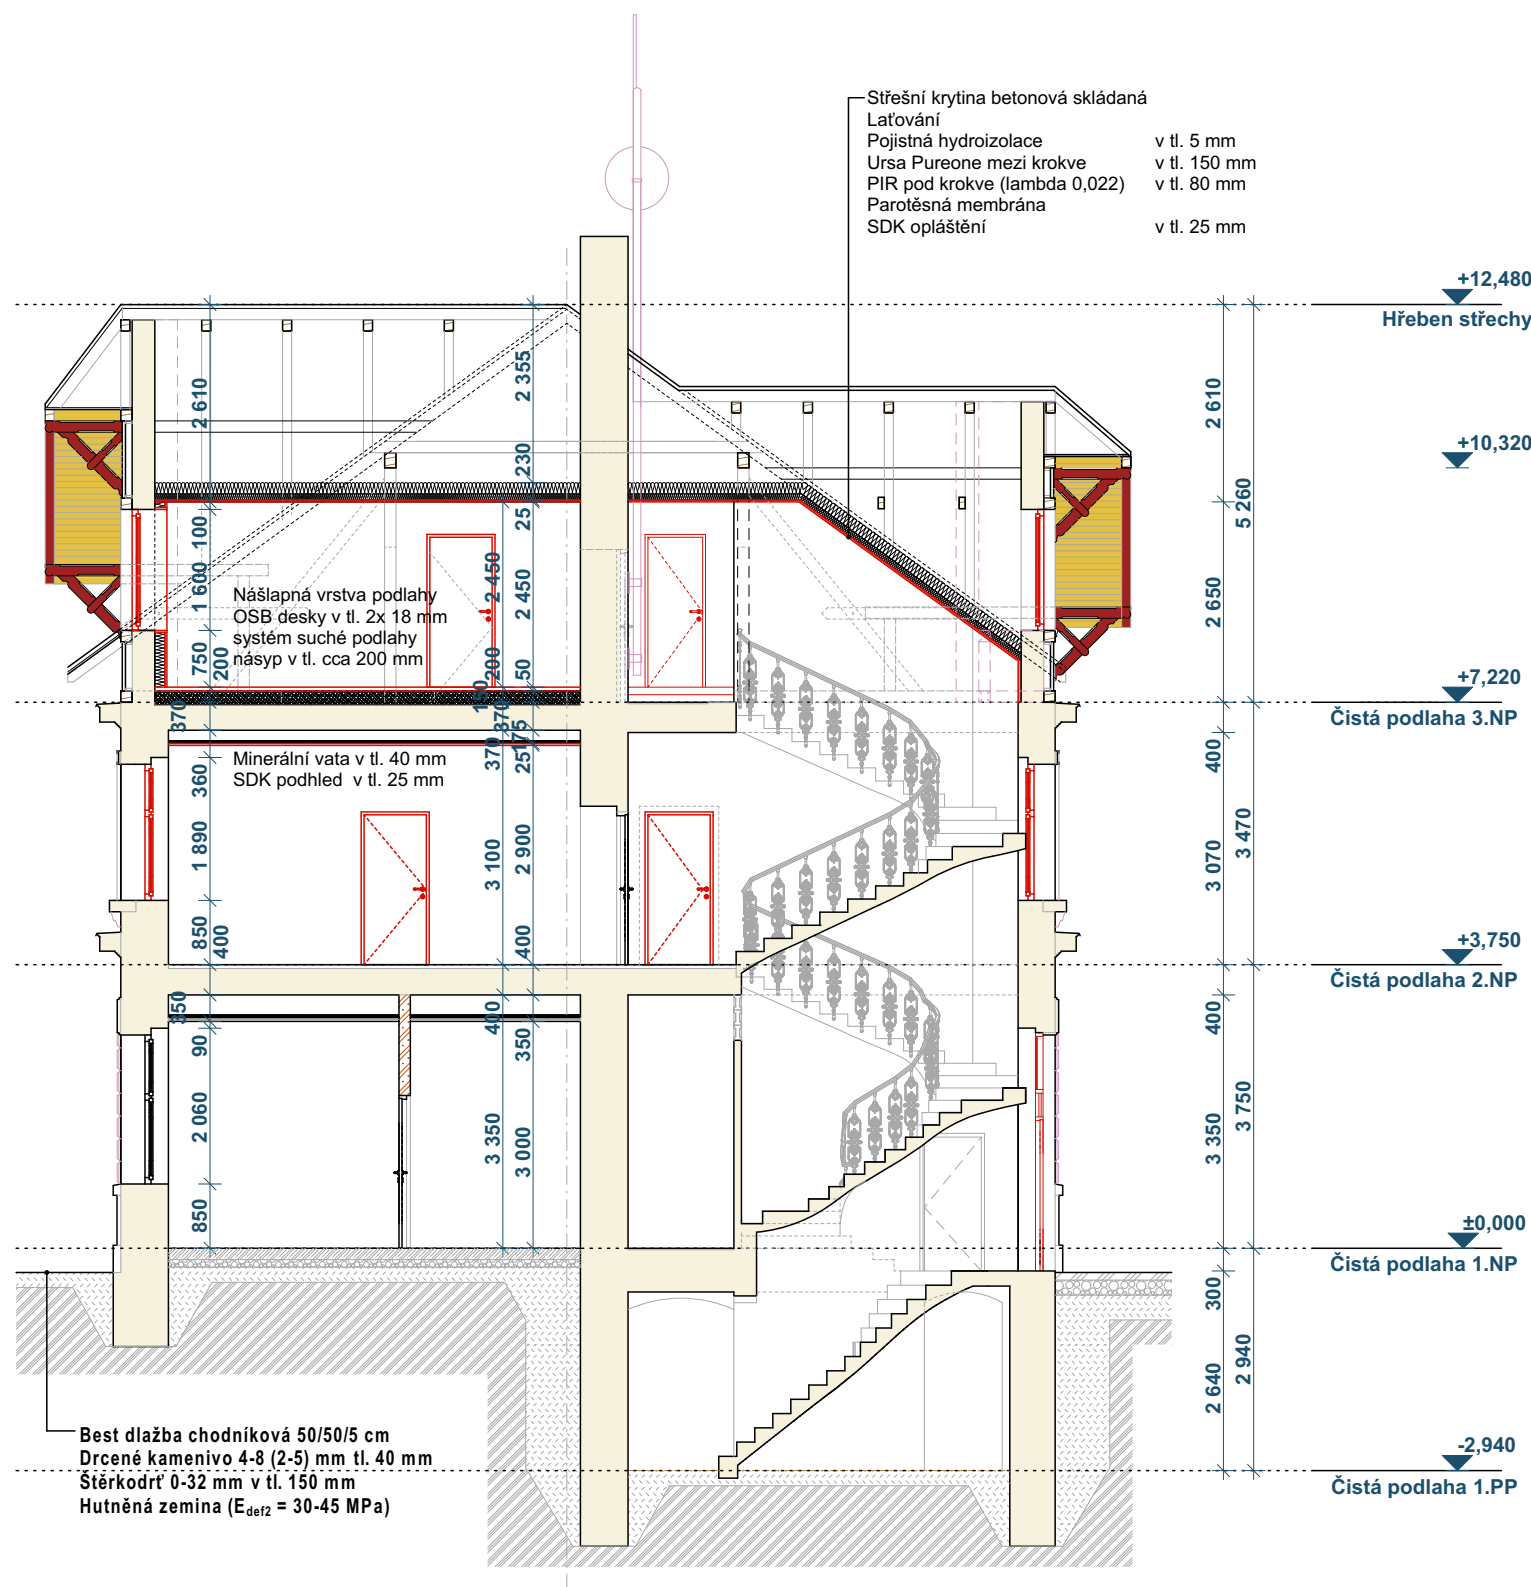 Střešní krytina betonová skládaná
Laťování
Pojistná hydroizolace v tl. 5 mm
Ursa Pureone mezi krokve v tl. 150 mm
PIR pod krokve (lambda 0,022) v tl. 80 mm
Parotěsná membrána
SDK opláštění v tl. 25 mm
+12,480
Hřeben střechy
+10,320
+7,220
Čistá podlaha 3.NP
+3,750
Čistá podlaha 2.NP
±0,000
Čistá podlaha 1.NP
-2,940
Čistá podlaha 1.PP
Nášlapná vrstva podlahy
OSB desky v tl. 2x 18 mm
systém suché podlahy
násyp v tl. cca 200 mm
Minerální vata v tl. 40 mm
SDK podhled v tl. 25 mm
Best dlažba chodníková 50/50/5 cm
Drcené kamenivo 4-8 (2-5) mm tl. 40 mm
Štěrkodrť 0-32 mm v tl. 150 mm
Hutněná zemina (Edef2 = 30-45 MPa)
2 610
100
1 600
750
200
370
360
1 890
850
400
350
90
2 060
850
2 450
200
150
370
370
3 100
400
3 350
2 355
230
25
2 450
50
175
25
2 900
400
350
3 000
2 610
2 650
400
3 070
400
3 350
300
2 640
5 260
3 470
3 750
2 940